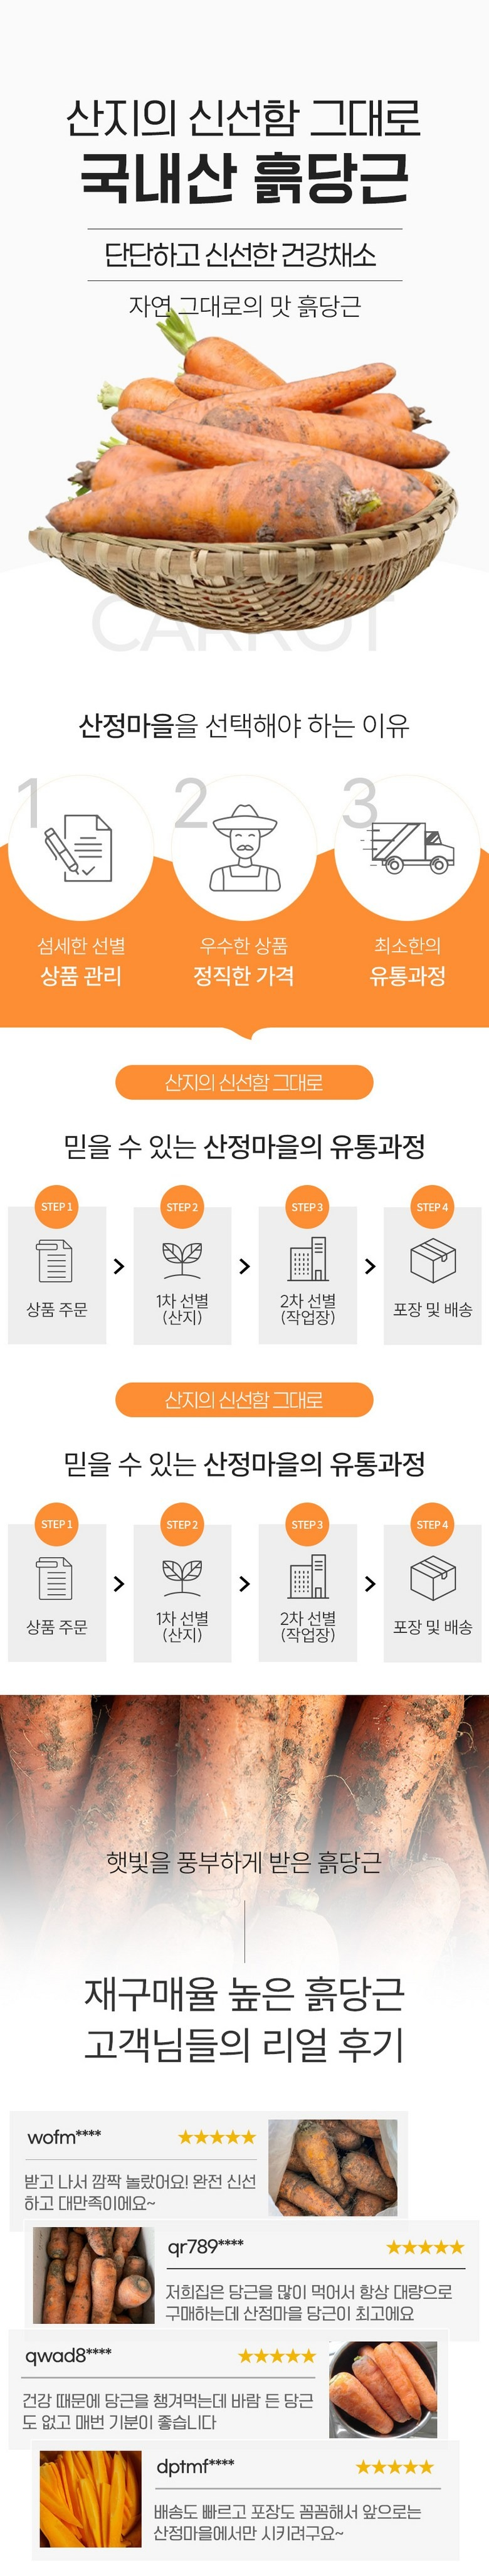 산지의 신선함 그대로
국내산 흙당근
단단하고 신선한 건강채소
자연 그대로의 맛 흙당근
CARROT
산정마을을 선택해야 하는 이유
1
2
3
섬세한 선별
상품 관리
우수한 상품
정직한 가격
최소한의
유통과정
산지의 신선함 그대로
믿을 수 있는 산정마을의 유통과정
STEP 1
STEP 2
STEP 3
STEP 4
상품 주문
1차 선별
(산지)
2차 선별
(작업장)
포장 및 배송
산지의 신선함 그대로
믿을 수 있는 산정마을의 유통과정
STEP 1
STEP 2
STEP 3
STEP 4
상품 주문
1차 선별
(산지)
2차 선별
(작업장)
포장 및 배송
햇빛을 풍부하게 받은 흙당근
재구매율 높은 흙당근
고객님들의 리얼 후기
wofm****
★★★★★
받고 나서 깜짝 놀랐어요! 완전 신선
하고 대만족이에요~
qr789****
★★★★★
저희집은 당근을 많이 먹어서 항상 대량으로
구매하는데 산정마을 당근이 최고에요
qwad8****
★★★★★
건강 때문에 당근을 챙겨먹는데 바람 든 당근
도 없고 매번 기분이 좋습니다
dptmf****
★★★★★
배송도 빠르고 포장도 꼼꼼해서 앞으로는
산정마을에서만 시키려구요~